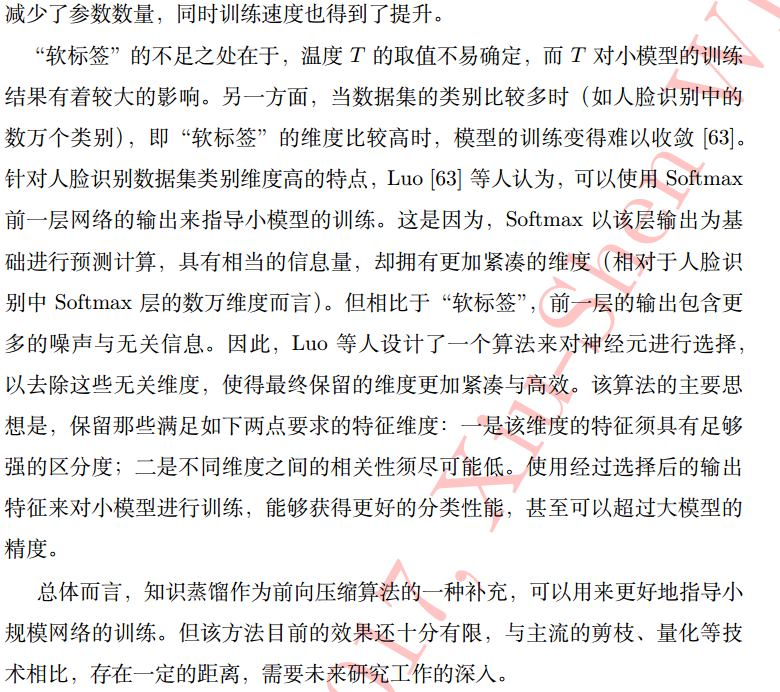 减少了参数数量，同时训练速度也得到了提升。
“软标签”的不足之处在于，温度 T 的取值不易确定，而 T 对小模型的训练
结果有着较大的影响。另一方面，当数据集的类别比较多时（如人脸识别中的
数万个类别），即“软标签”的维度比较高时，模型的训练变得难以收敛 [63]。
针对人脸识别数据集类别维度高的特点，Luo [63] 等人认为，可以使用 Softmax
前一层网络的输出来指导小模型的训练。这是因为，Softmax 以该层输出为基
础进行预测计算，具有相当的信息量，却拥有更加紧凑的维度（相对于人脸识
别中 Softmax 层的数万维度而言）。但相比于“软标签”，前一层的输出包含更
多的噪声与无关信息。因此，Luo 等人设计了一个算法来对神经元进行选择，
以去除这些无关维度，使得最终保留的维度更加紧凑与高效。该算法的主要思
想是，保留那些满足如下两点要求的特征维度：一是该维度的特征须具有足够
强的区分度；二是不同维度之间的相关性须尽可能低。使用经过选择后的输出
特征来对小模型进行训练，能够获得更好的分类性能，甚至可以超过大模型的
精度。
总体而言，知识蒸馏作为前向压缩算法的一种补充，可以用来更好地指导小
规模网络的训练。但该方法目前的效果还十分有限，与主流的剪枝、量化等技
术相比，存在一定的距离，需要未来研究工作的深入。
017, Xiu-Shen W